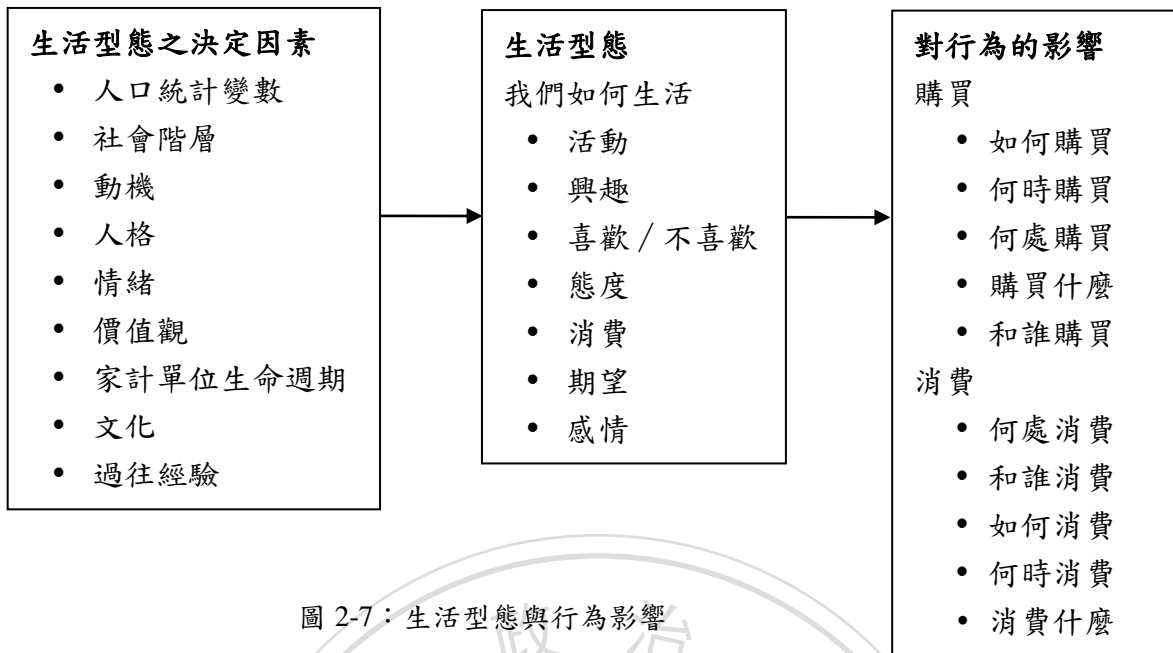 生活型態之決定因素
• 人口統計變數
• 社會階層
• 動機
• 人格
• 情緒
• 價值觀
• 家計單位生命週期
• 文化
• 過往經驗
生活型態
我們如何生活
• 活動
• 興趣
• 喜歡／不喜歡
• 態度
• 消費
• 期望
• 感情
對行為的影響
購買
• 如何購買
• 何時購買
• 何處購買
• 購買什麼
• 和誰購買
消費
• 何處消費
• 和誰消費
• 如何消費
• 何時消費
• 消費什麼
圖 2-7：生活型態與行為影響
政治